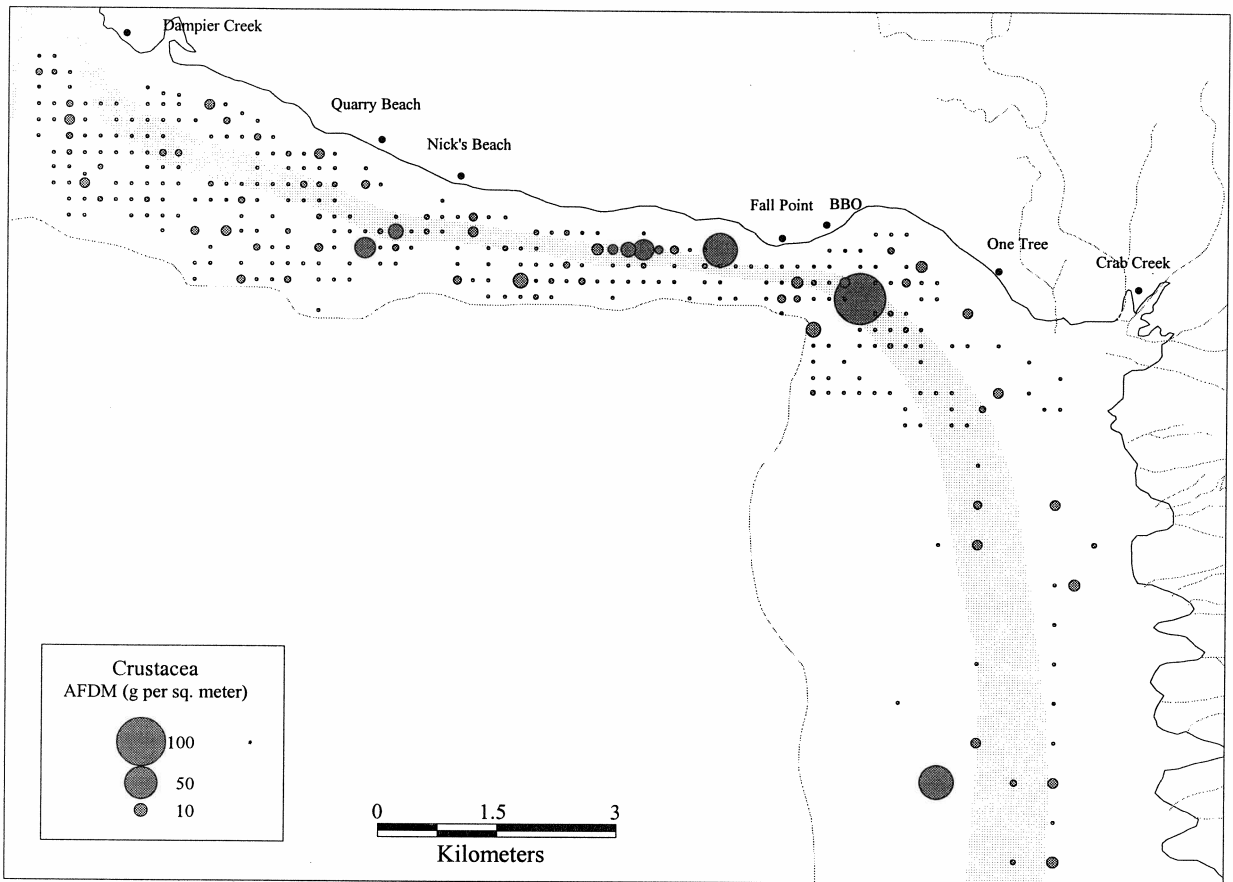 Dampier Creek
Quarry Beach
Nick's Beach
Fall Point
BBO
One Tree
Crab Creek
Crustacea
AFDM (g per sq. meter)
100
50
10
0 1.5 3
Kilometers